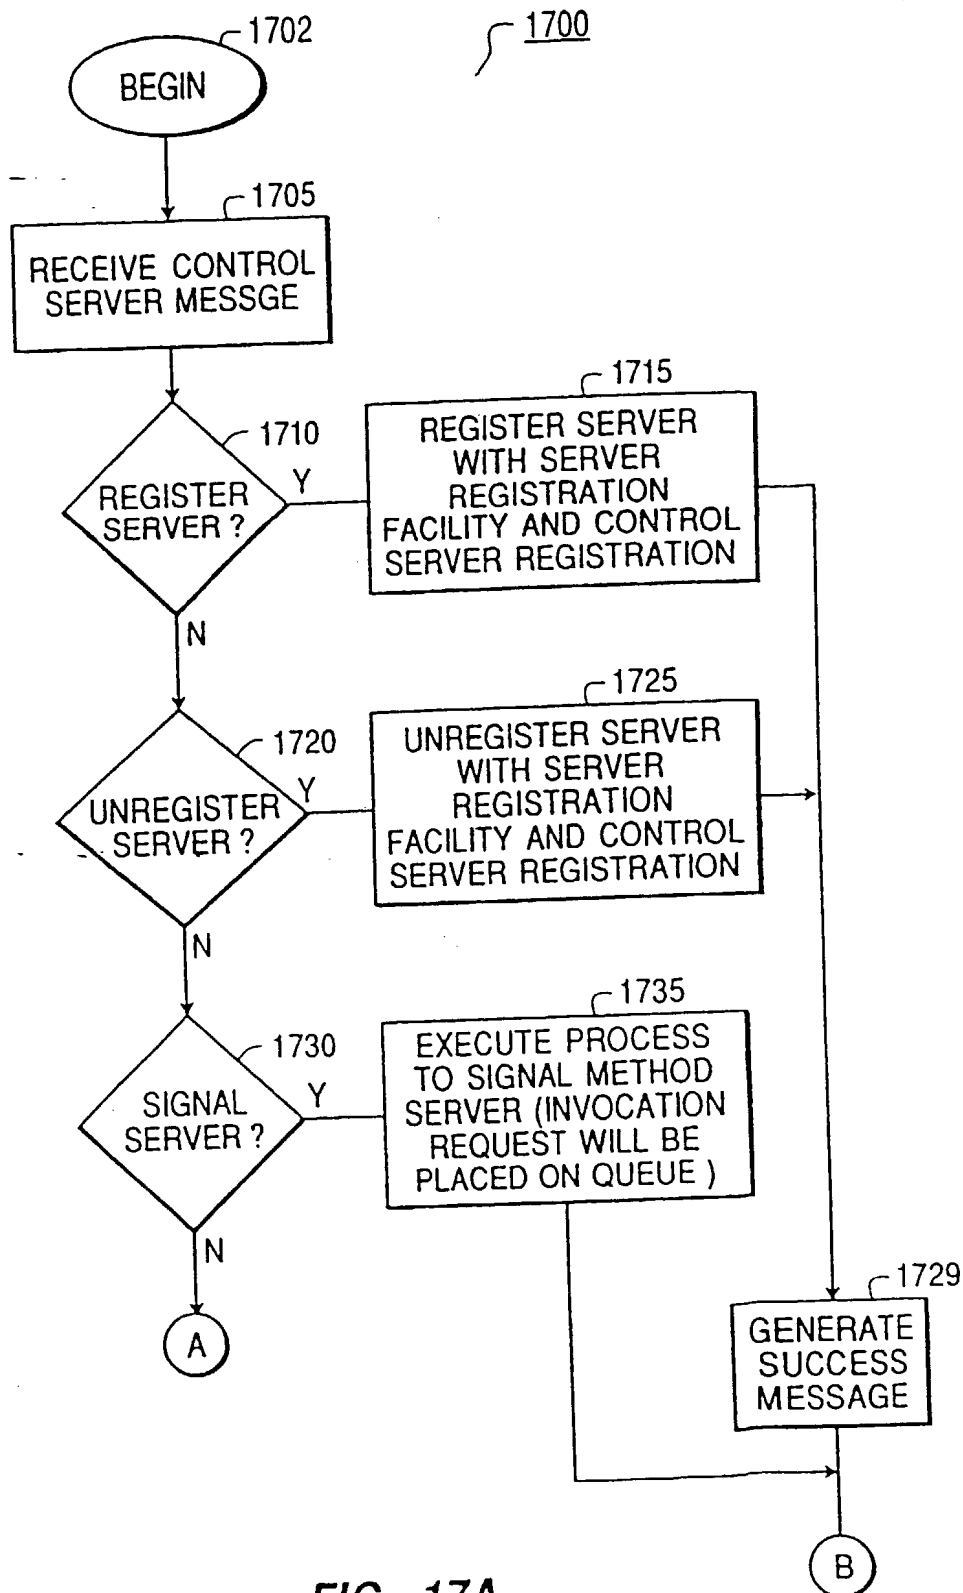 1702
1700
BEGIN
1705
RECEIVE CONTROL
SERVER MESSGE
1710
REGISTER
SERVER ?
Y
N
1715
REGISTER SERVER
WITH SERVER
REGISTRATION
FACILITY AND CONTROL
SERVER REGISTRATION
1720
UNREGISTER
SERVER ?
Y
N
1725
UNREGISTER SERVER
WITH SERVER
REGISTRATION
FACILITY AND CONTROL
SERVER REGISTRATION
1730
SIGNAL
SERVER ?
Y
N
1735
EXECUTE PROCESS
TO SIGNAL METHOD
SERVER (INVOCATION
REQUEST WILL BE
PLACED ON QUEUE )
A
1729
GENERATE
SUCCESS
MESSAGE
B
FIG. 17A